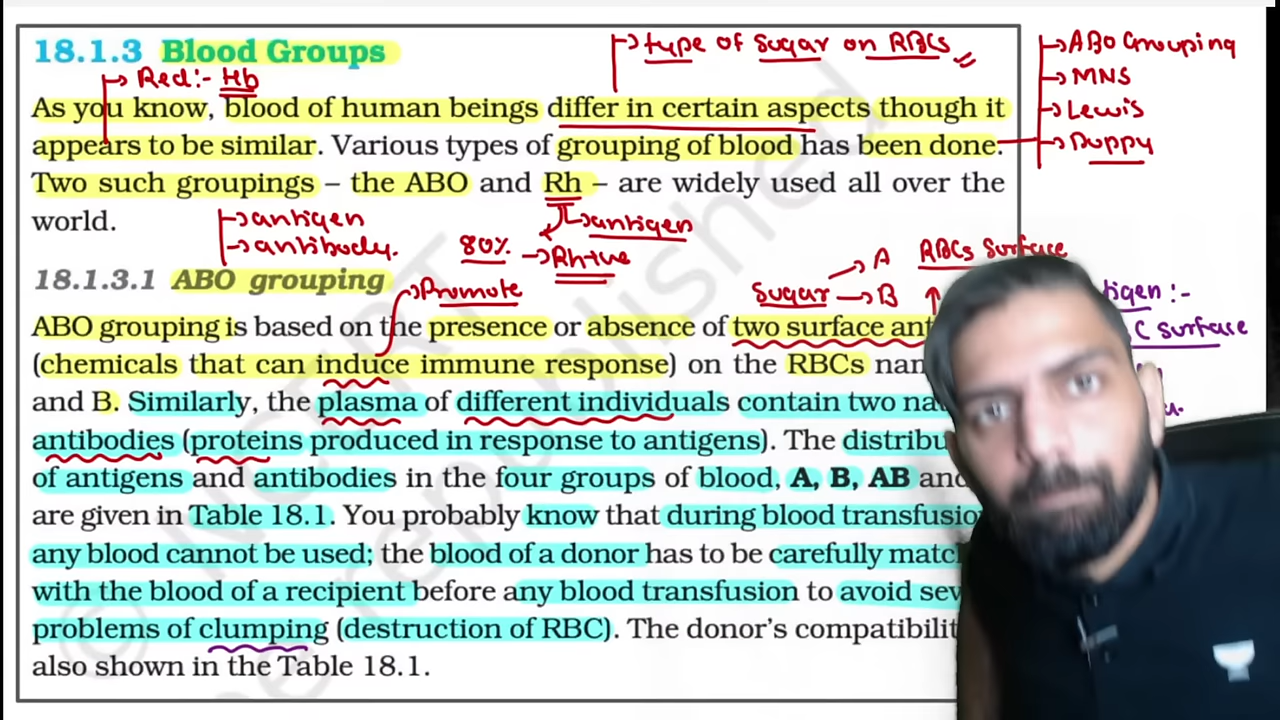 18.1.3 Blood Groups
type of Sugar on RBCs
Red:- Hb
As you know, blood of human beings differ in certain aspects though it
appears to be similar. Various types of grouping of blood has been done.
Two such groupings – the ABO and Rh – are widely used all over the
world.
ABO Grouping
MNS
Lewis
Duppy
antigen
antibody.
antigen
80% → Rh+ve
18.1.3.1 ABO grouping
Promote
Sugar → A
→ B
RBCs Surface
tigen :-
C Surface
ABO grouping is based on the presence or absence of two surface ant
(chemicals that can induce immune response) on the RBCs nam
and B. Similarly, the plasma of different individuals contain two na
antibodies (proteins produced in response to antigens). The distribu
of antigens and antibodies in the four groups of blood, A, B, AB and
are given in Table 18.1. You probably know that during blood transfusio
any blood cannot be used; the blood of a donor has to be carefully matc
with the blood of a recipient before any blood transfusion to avoid sev
problems of clumping (destruction of RBC). The donor's compatibilit
also shown in the Table 18.1.
© NCERT
republished